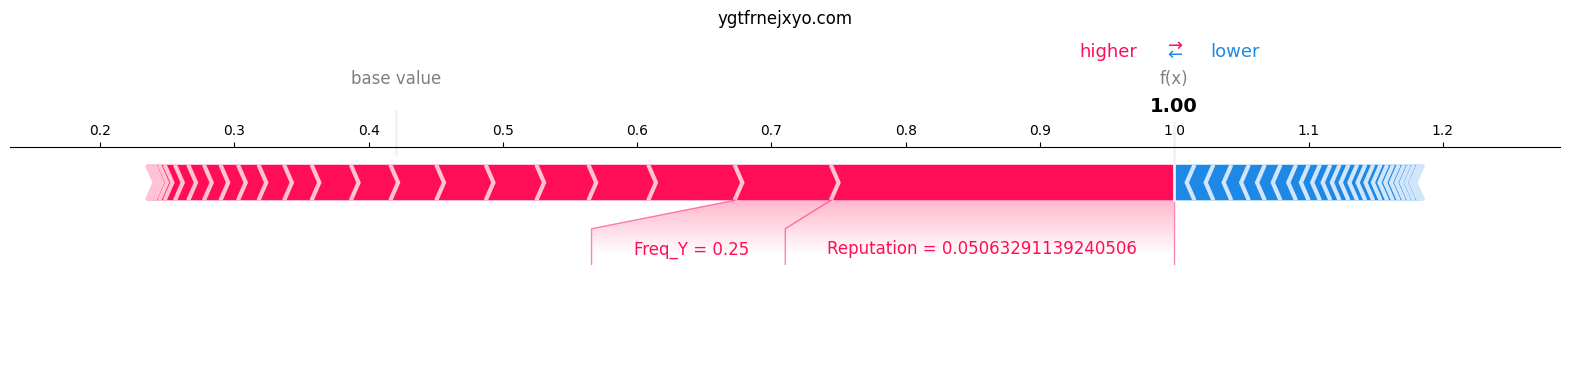 ygtfrnejxyo.com
higher ⇄ lower
base value f(x)
1.00
0.2 0.3 0.4 0.5 0.6 0.7 0.8 0.9 1 0 1.1 1.2
Freq_Y = 0.25 Reputation = 0.05063291139240506